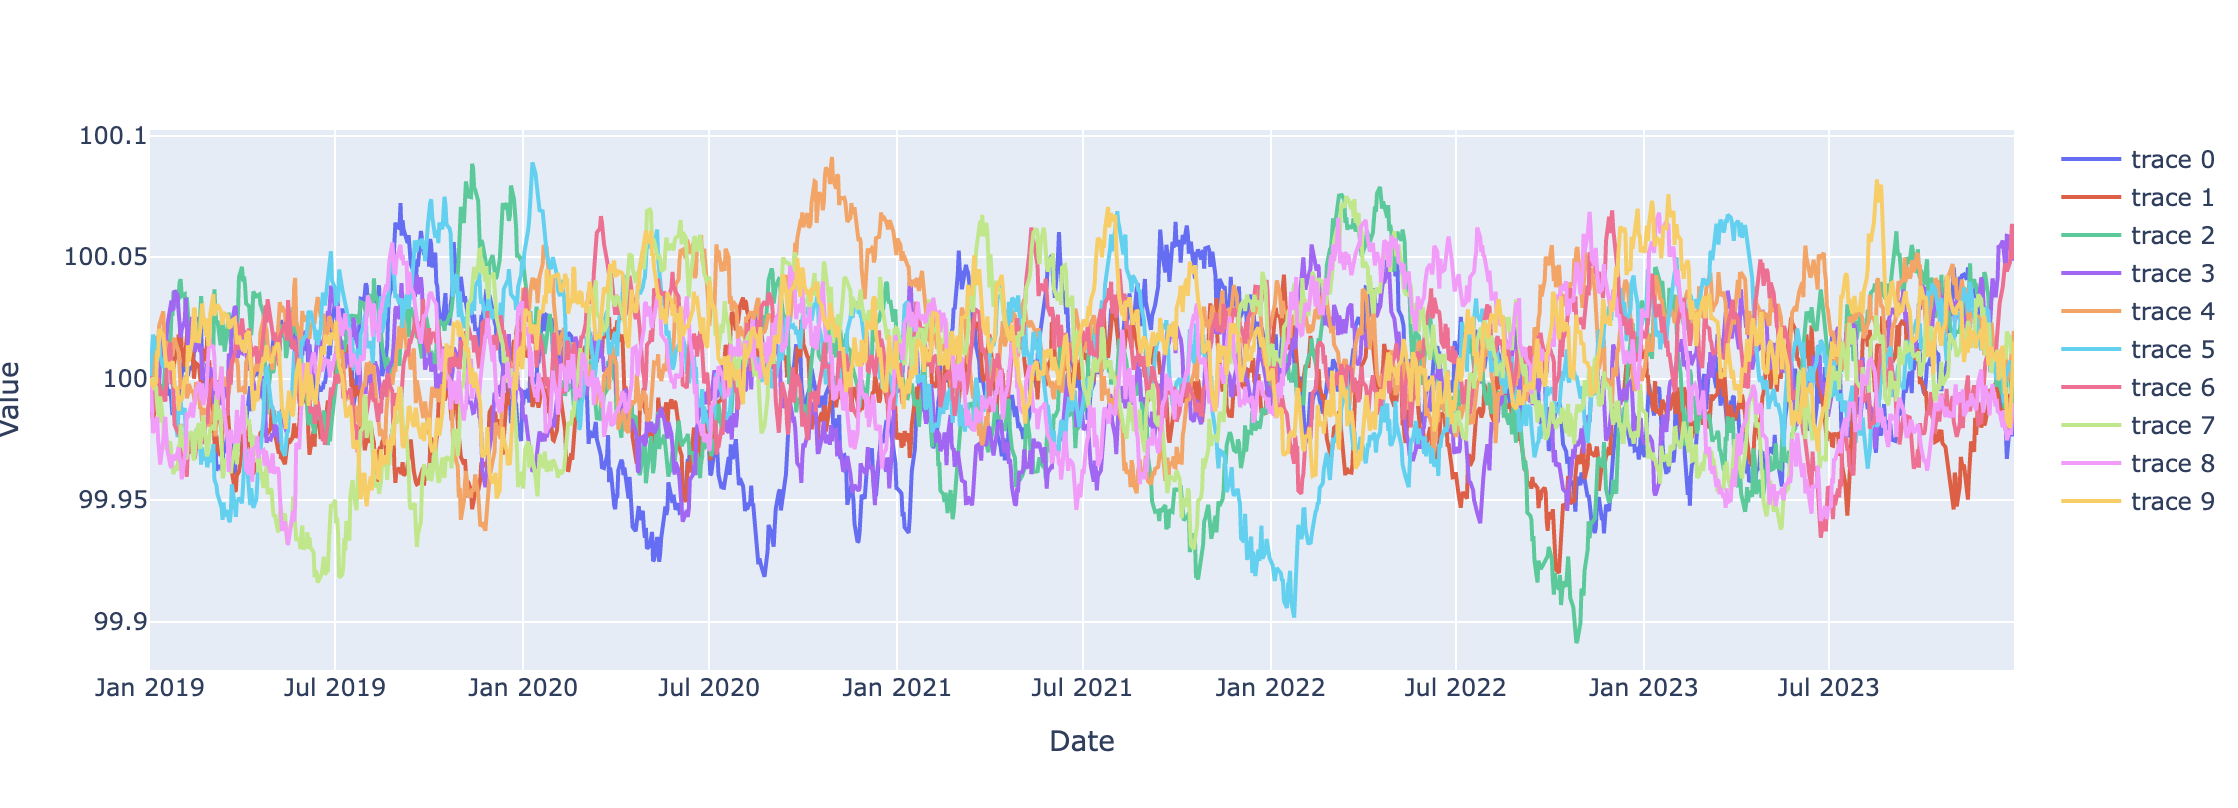 100.1
100.05
100
99.95
99.9
Value
Jan 2019
Jul 2019
Jan 2020
Jul 2020
Jan 2021
Jul 2021
Jan 2022
Jul 2022
Jan 2023
Jul 2023
Date
trace 0
trace 1
trace 2
trace 3
trace 4
trace 5
trace 6
trace 7
trace 8
trace 9